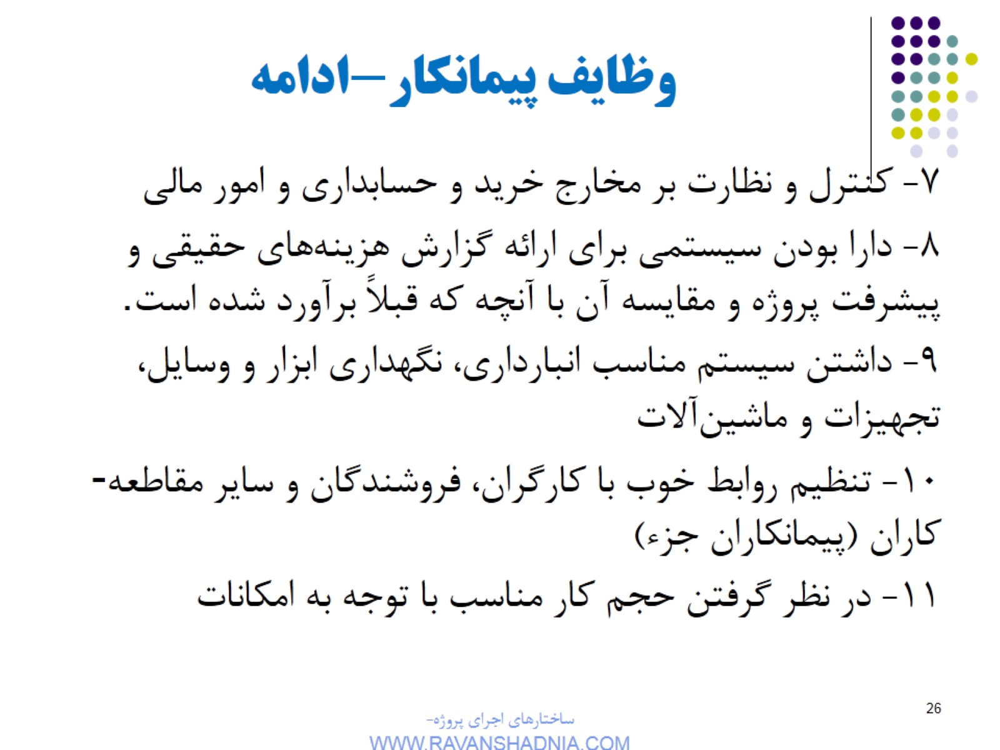 وظایف پیمانکار –ادامه
۷- کنترل و نظارت بر مخارج خرید و حسابداری و امور مالی
۸- دارا بودن سیستمی برای ارائه گزارش هزینه‌های حقیقی و
پیشرفت پروژه و مقایسه آن با آنچه که قبلاً برآورد شده است.
۹- داشتن سیستم مناسب انبارداری، نگهداری ابزار و وسایل،
تجهیزات و ماشین‌آلات
۱۰- تنظیم روابط خوب با کارگران، فروشندگان و سایر مقاطعه-
کاران (پیمانکاران جزء)
۱۱- در نظر گرفتن حجم کار مناسب با توجه به امکانات
26
ساختارهای اجرای پروژه-
WWW.RAVANSHADNIA.COM